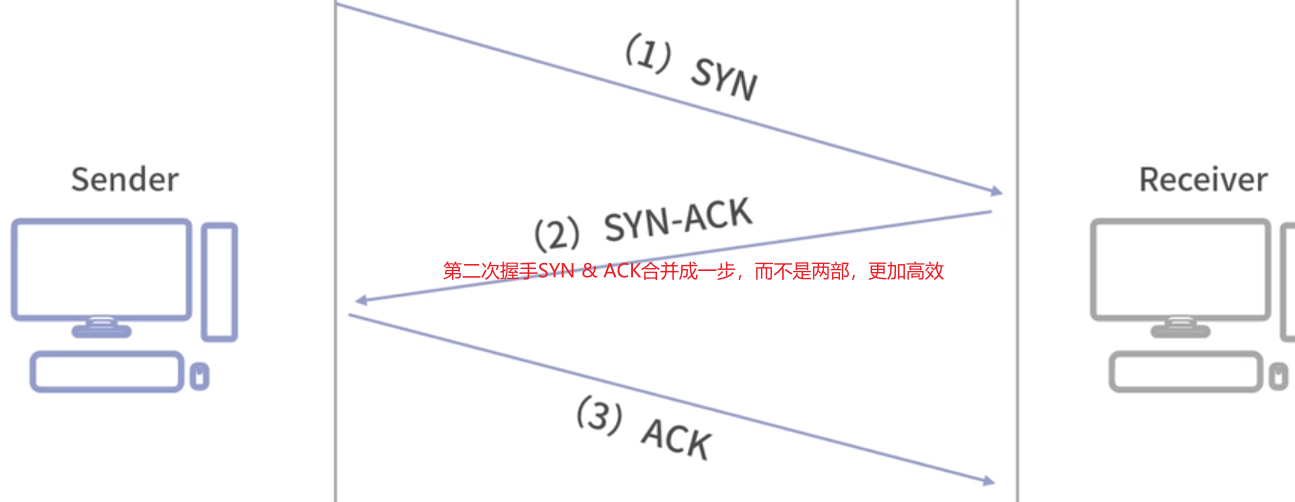 (1) SYN
Sender
Receiver
(2) SYN-ACK
第二次握手SYN & ACK合并成一步，而不是两部，更加高效
(3) ACK